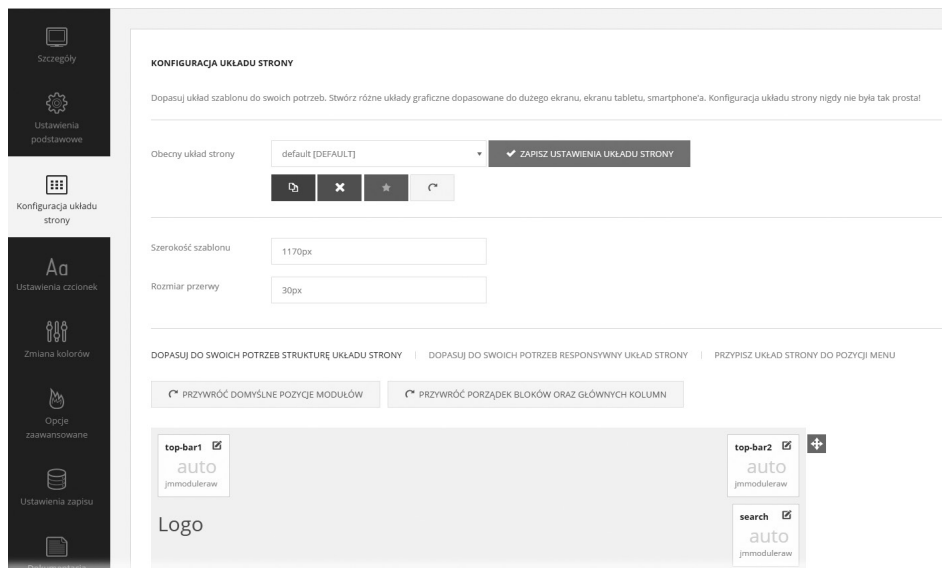 Szczegóły
Ustawienia
podstawowe
Konfiguracja układu
strony
Ustawienia czcionek
Zmiana kolorów
Opcje
zaawansowane
Ustawienia zapisu
Dokumentacja
KONFIGURACJA UKŁADU STRONY
Dopasuj układ szablonu do swoich potrzeb. Stwórz różne układy graficzne dopasowane do dużego ekranu, ekranu tabletu, smartphone'a. Konfiguracja układu strony nigdy nie była tak prosta!
Obecny układ strony default [DEFAULT] ZAPISZ USTAWIENIA UKŁADU STRONY
Szerokość szablonu 1170px
Rozmiar przerwy 30px
DOPASUJ DO SWOICH POTRZEB STRUKTURĘ UKŁADU STRONY | DOPASUJ DO SWOICH POTRZEB RESPONSYWNY UKŁAD STRONY | PRZYPISZ UKŁAD STRONY DO POZYCJI MENU
PRZYWRÓĆ DOMYŚLNE POZYCJE MODUŁÓW PRZYWRÓĆ PORZĄDEK BLOKÓW ORAZ GŁÓWNYCH KOLUMN
top-bar1 top-bar2
auto auto
jmmoduleraw jmmoduleraw
Logo search
auto
jmmoduleraw